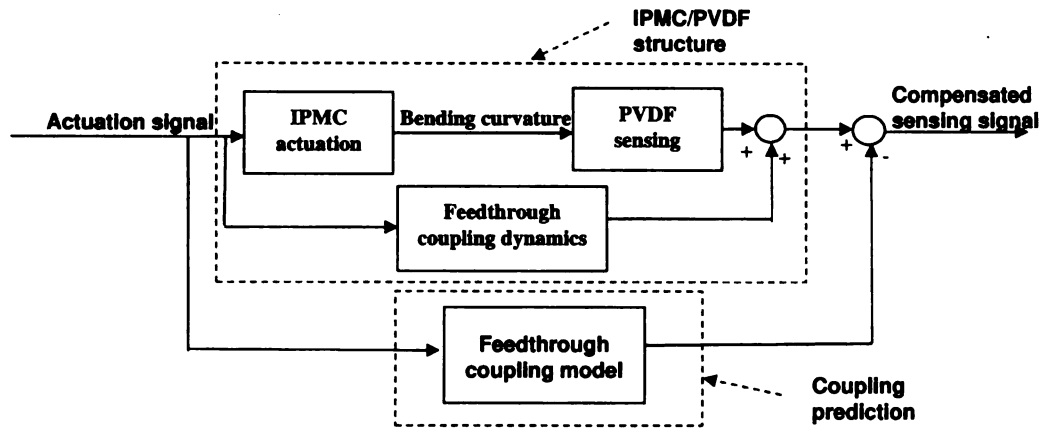 IPMC/PVDF
structure
Actuation signal
IPMC
actuation
Bending curvature
PVDF
sensing
+
+
+
-
Compensated
sensing signal
Feedthrough
coupling dynamics
Feedthrough
coupling model
Coupling
prediction